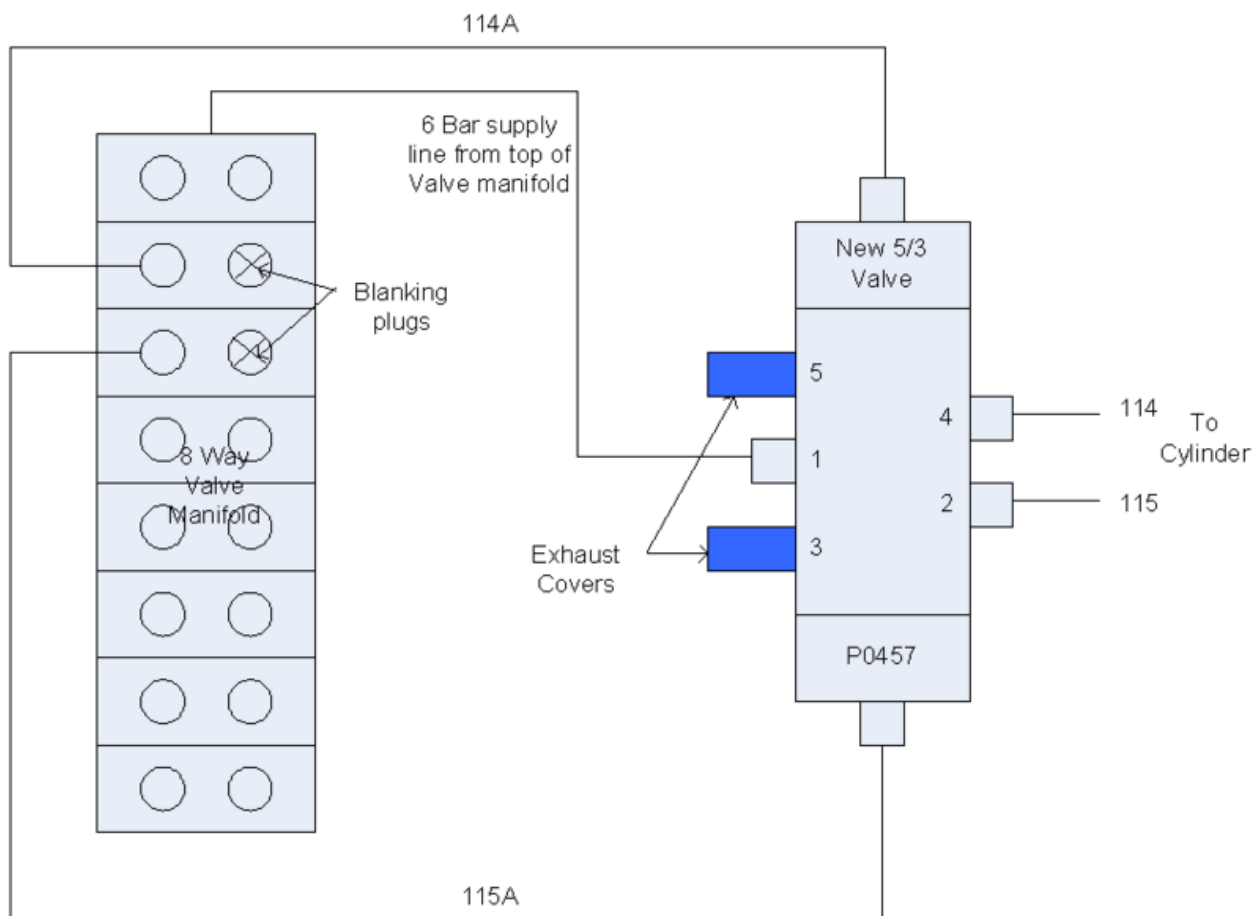 114A
6 Bar supply
line from top of
Valve manifold
New 5/3
Valve
Blanking
plugs
5
4
114
To
Cylinder
8 Way
Valve
Manifold
1
2
115
3
Exhaust
Covers
P0457
115A